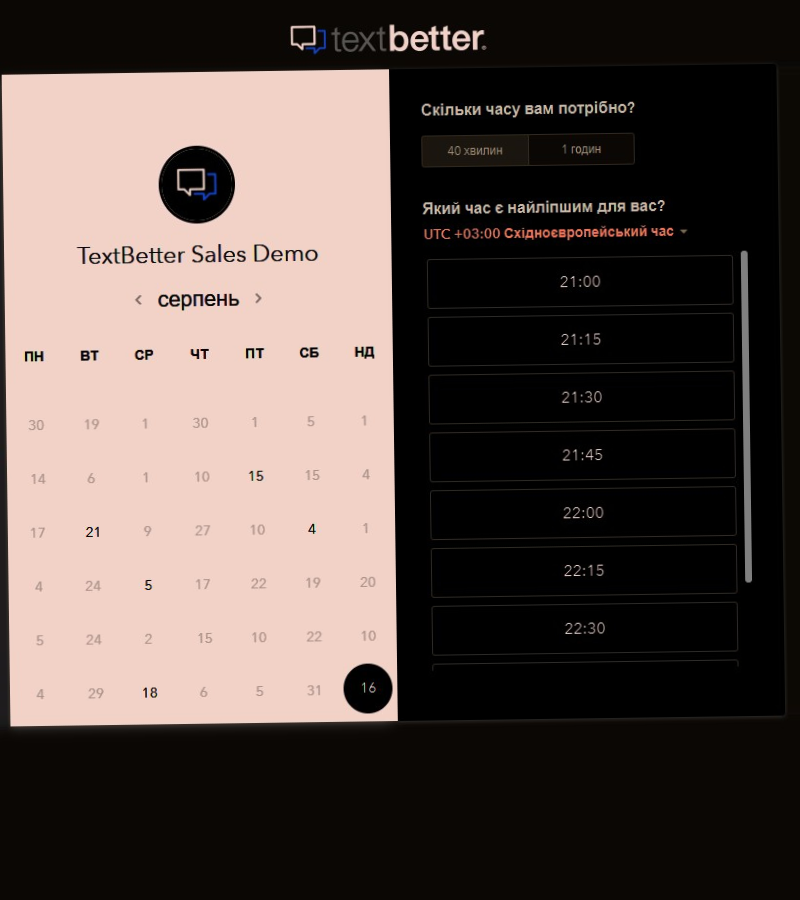 textbetter.
TextBetter Sales Demo
серпень
ПН ВТ СР ЧТ ПТ СБ НД
30 19 1 30 1 5 1
14 6 1 10 15 15 4
17 21 9 27 10 4 1
4 24 5 17 22 19 20
5 24 2 15 10 22 10
4 29 18 6 5 31 16
Скільки часу вам потрібно?
40 хвилин 1 годин
Який час є найліпшим для вас?
UTC +03:00 Східноєвропейський час
21:00
21:15
21:30
21:45
22:00
22:15
22:30